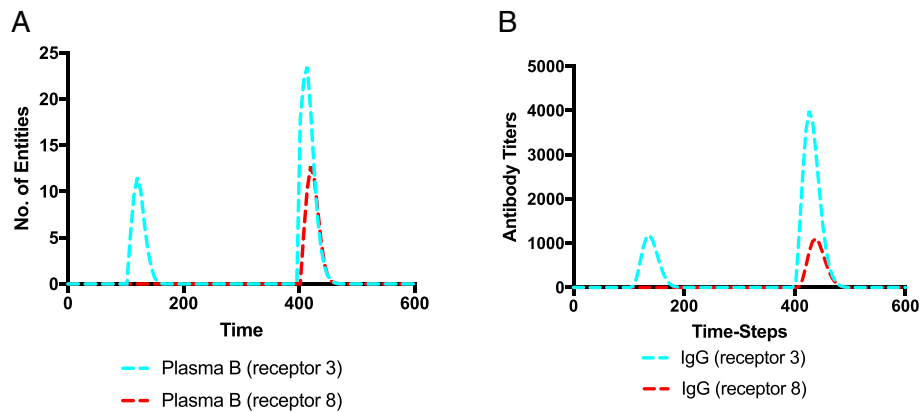 A
25
20
15
10
5
0
No. of Entities
0 200 400 600
Time
Plasma B (receptor 3)
Plasma B (receptor 8)
B
5000
4000
3000
2000
1000
0
Antibody Titers
0 200 400 600
Time-Steps
IgG (receptor 3)
IgG (receptor 8)